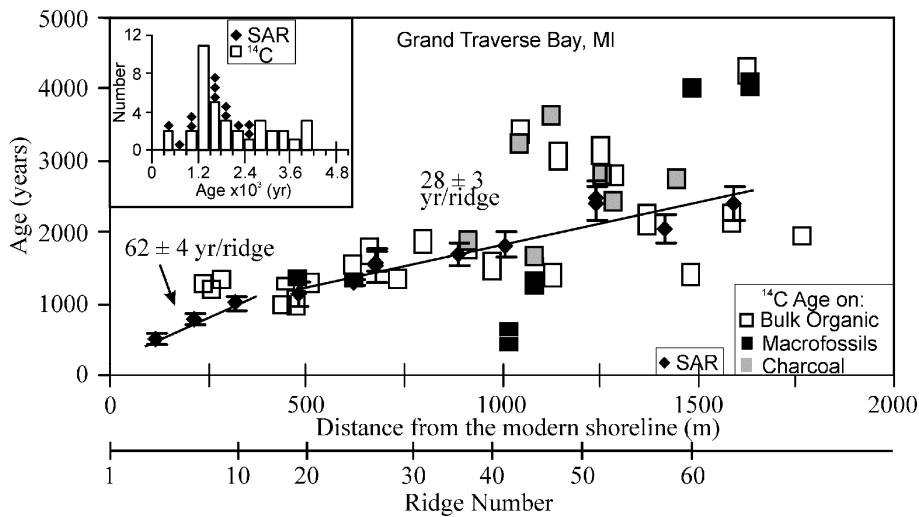 Grand Traverse Bay, MI
5000
4000
3000
2000
1000
0
Age (years)
12
8
4
0
Number
SAR
¹⁴C
0 1.2 2.4 3.6 4.8
Age x10³ (yr)
28 ± 3
yr/ridge
62 ± 4 yr/ridge
¹⁴C Age on:
Bulk Organic
Macrofossils
Charcoal
SAR
0 500 1000 1500 2000
Distance from the modern shoreline (m)
1 10 20 30 40 50 60
Ridge Number